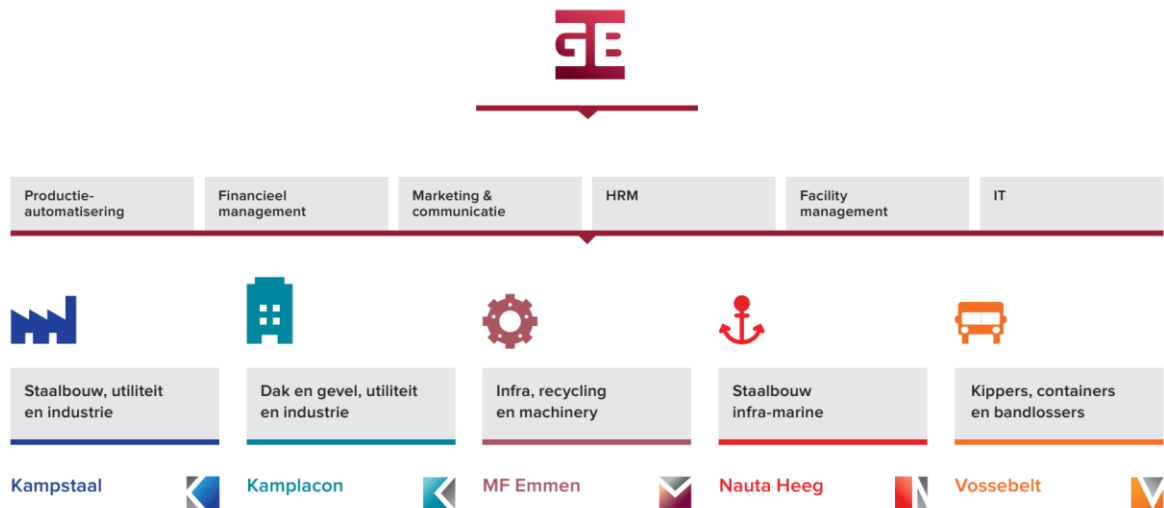 GB
Productie-
automatisering
Financieel
management
Marketing &
communicatie
HRM
Facility
management
IT
Staalbouw, utiliteit
en industrie
Dak en gevel, utiliteit
en industrie
Infra, recycling
en machinery
Staalbouw
infra-marine
Kippers, containers
en bandlossers
Kampstaal
Kamplacon
MF Emmen
Nauta Heeg
Vossebelt